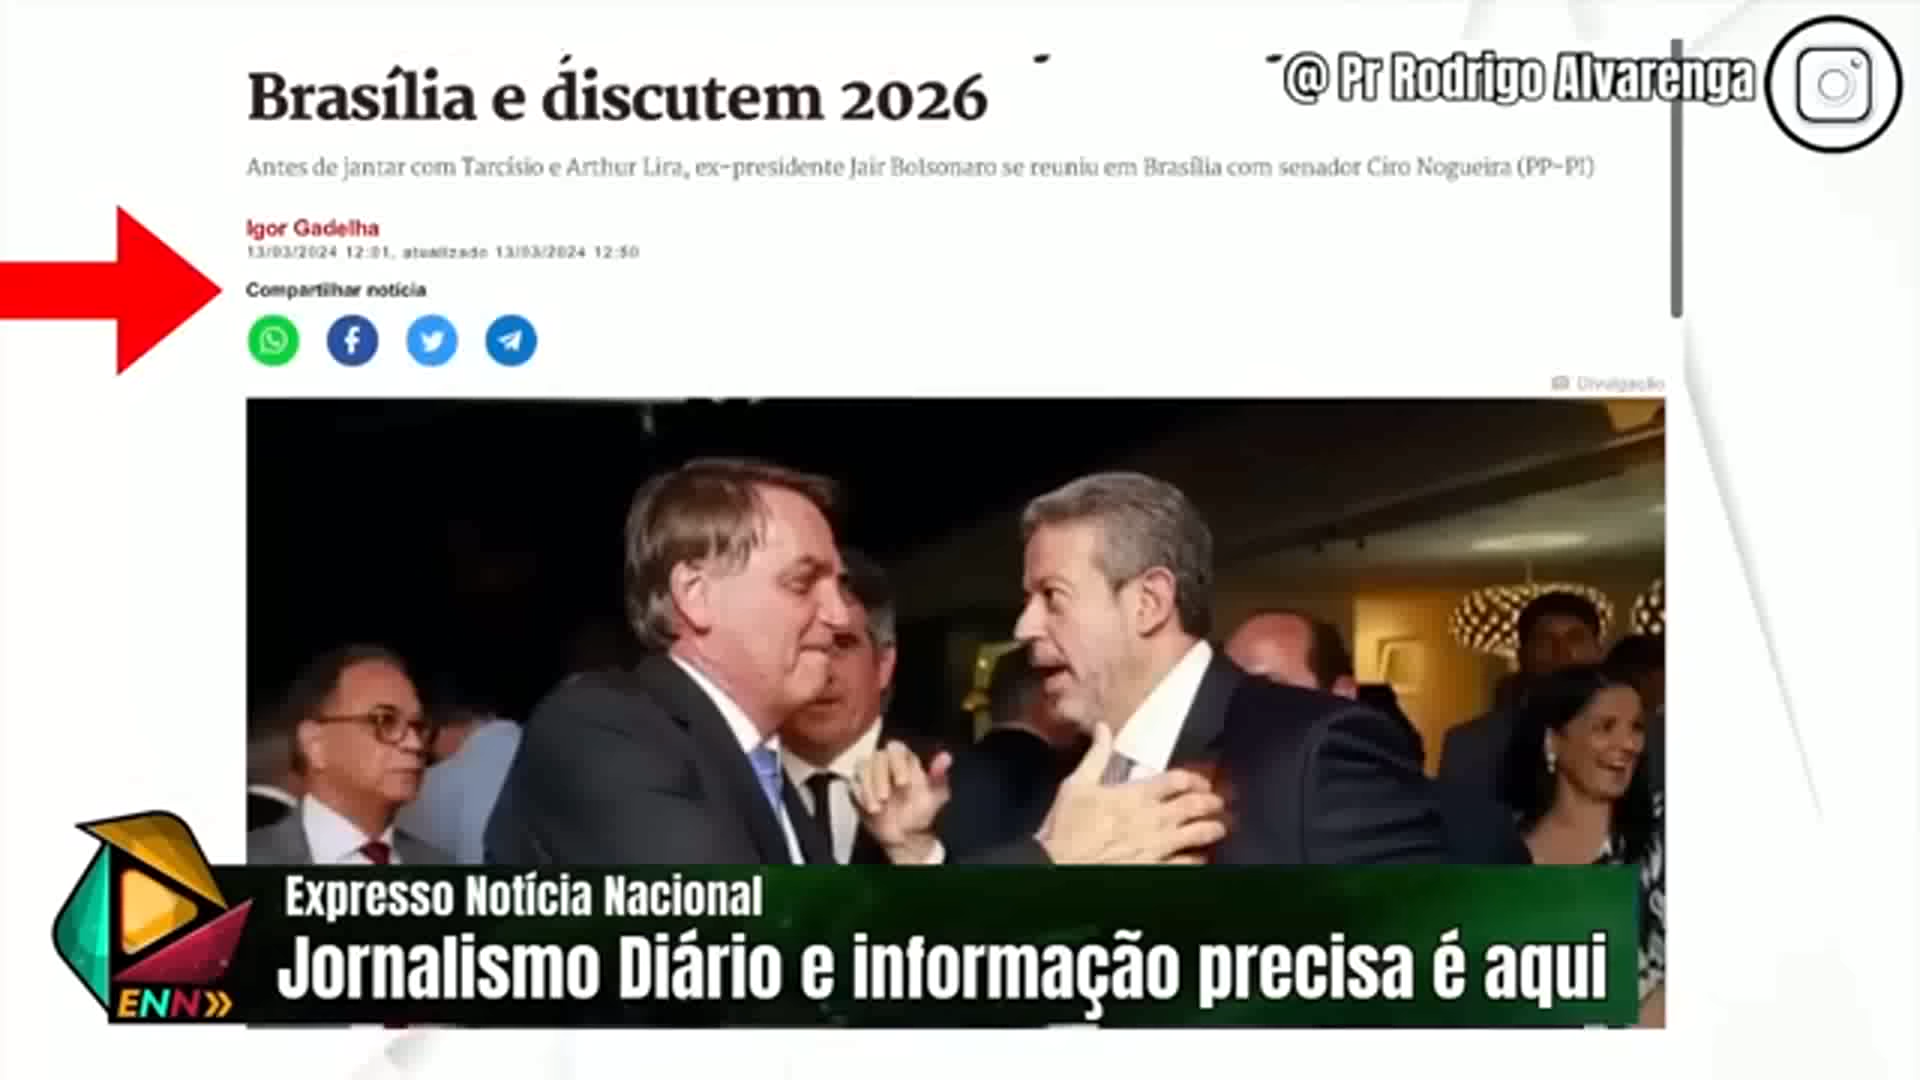 Brasília e discutem 2026
@ Pr Rodrigo Alvarenga
Antes de jantar com Tarcísio e Arthur Lira, ex-presidente Jair Bolsonaro se reuniu em Brasília com senador Ciro Nogueira (PP-PI)
Igor Gadelha
13/03/2024 12:01, atualizado 13/03/2024 12:50
Compartilhar notícia
Divulgação
Expresso Notícia Nacional
Jornalismo Diário e informação precisa é aqui
ENN